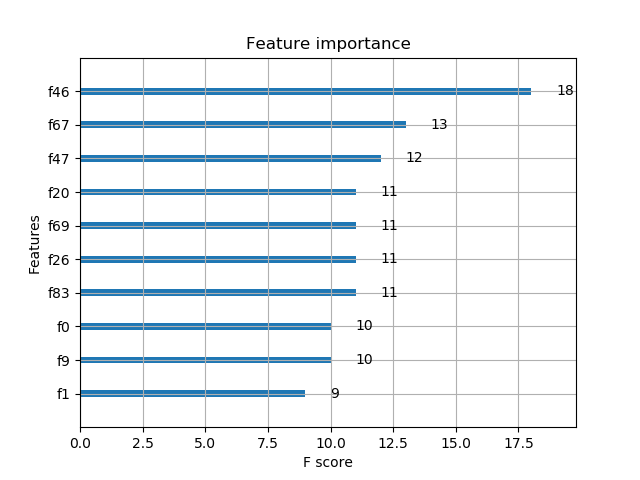 Feature importance
Features
f46 18
f67 13
f47 12
f20 11
f69 11
f26 11
f83 11
f0 10
f9 10
f1 9
0.0 2.5 5.0 7.5 10.0 12.5 15.0 17.5
F score